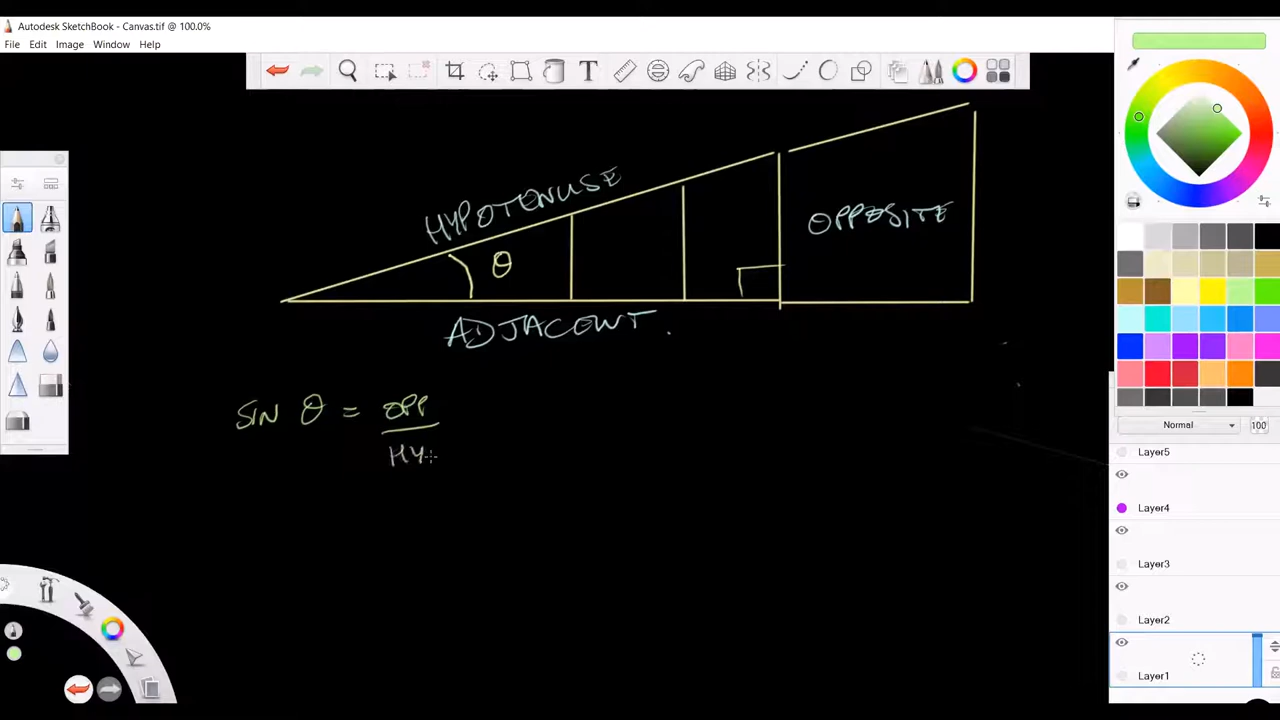 Autodesk SketchBook - Canvas.tif @ 100.0%
File Edit Image Window Help
HYPOTENUSE
θ
OPPOSITE
ADJACENT.
SIN θ = OPP
HY
Normal 100
Layer5
Layer4
Layer3
Layer2
Layer1